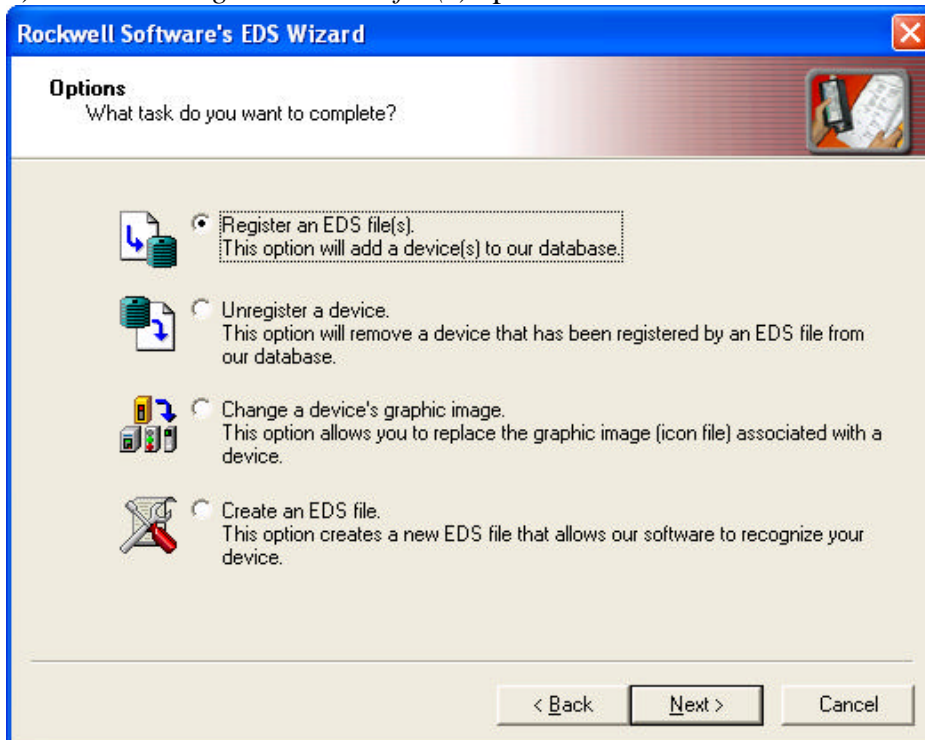 Rockwell Software's EDS Wizard
Options
What task do you want to complete?
Register an EDS file(s).
This option will add a device(s) to our database.
Unregister a device.
This option will remove a device that has been registered by an EDS file from
our database.
Change a device's graphic image.
This option allows you to replace the graphic image (icon file) associated with a
device.
Create an EDS file.
This option creates a new EDS file that allows our software to recognize your
device.
< Back
Next >
Cancel